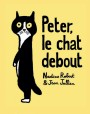 Peter,
le chat
debout
Nadine Robert
& Jean Jullien